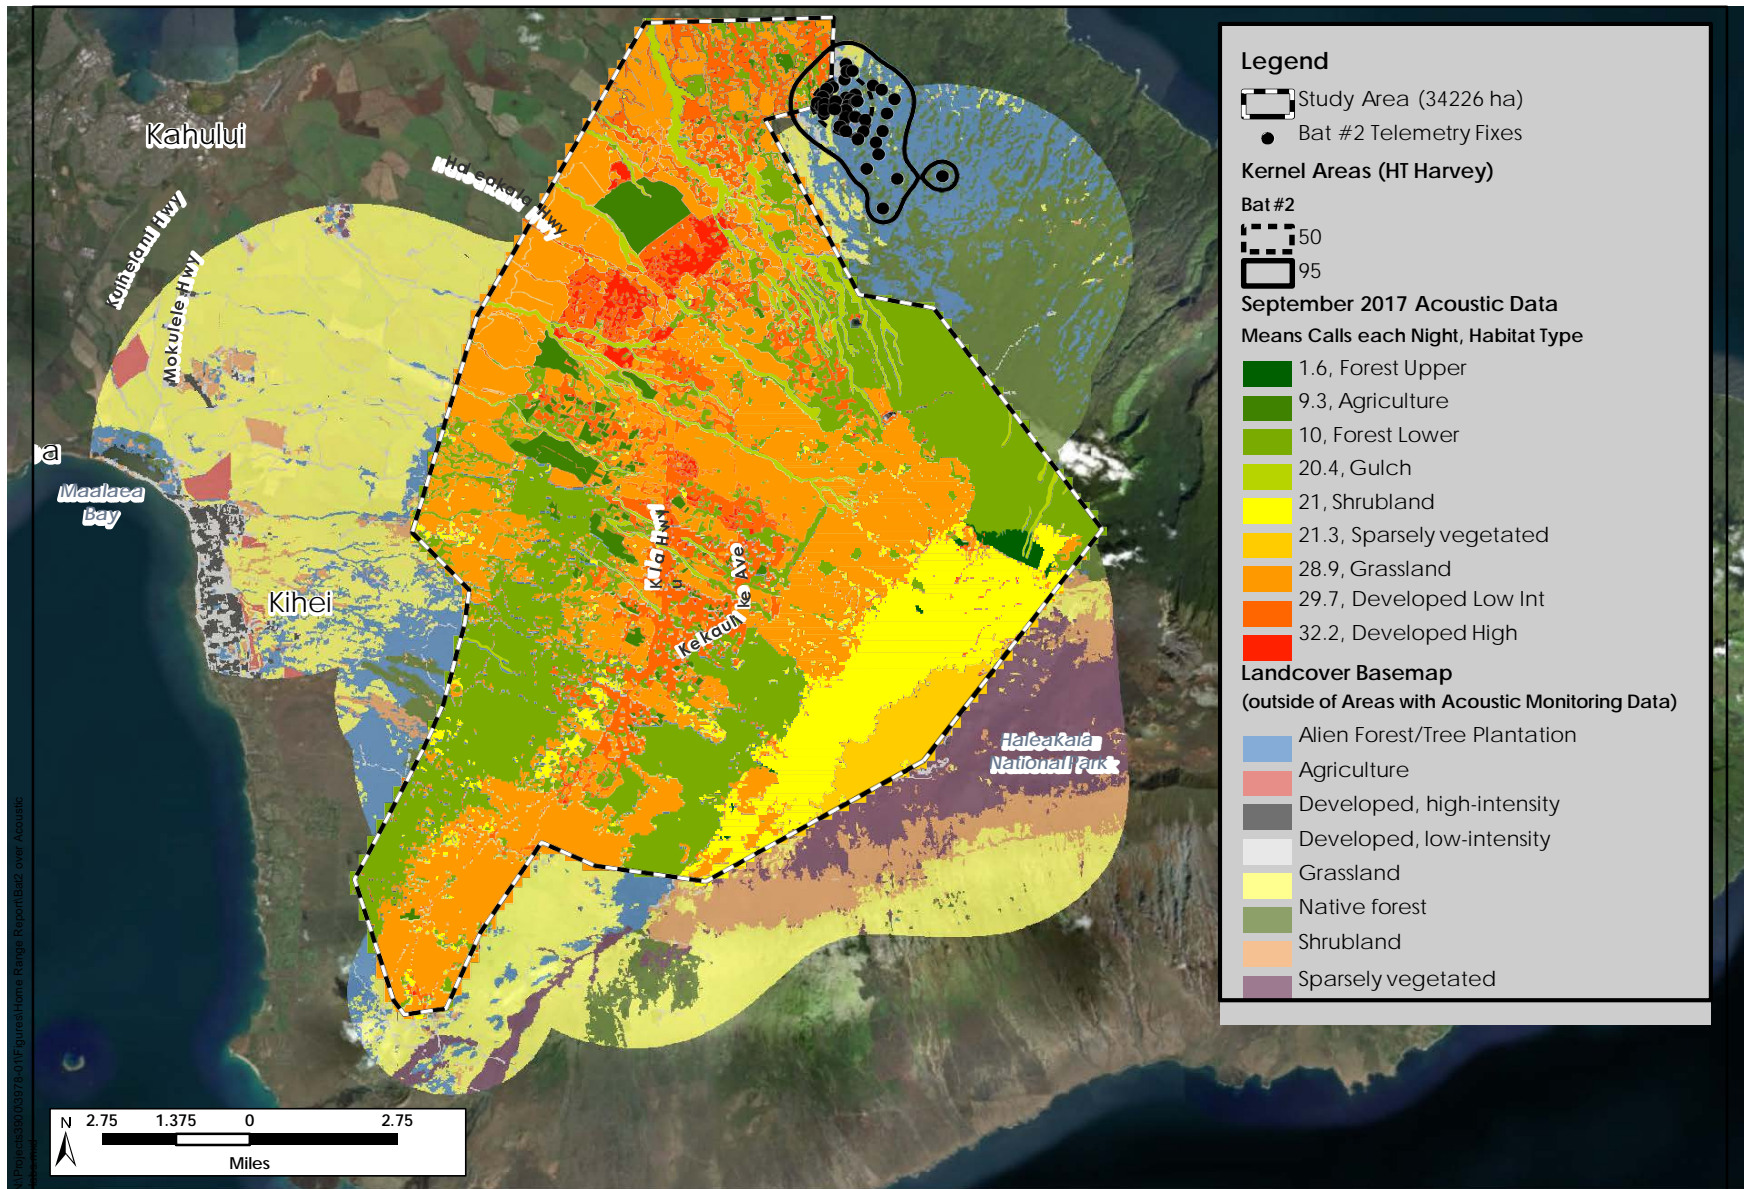 Kahului
Haleakala Hwy
Kuihelani Hwy
Mokulele Hwy
a
Maalaea
Bay
Kihei
Kula Hwy
Kekaulike Ave
Haleakala
National Park
N
2.75 1.375 0 2.75
Miles
Legend
Study Area (34226 ha)
Bat #2 Telemetry Fixes
Kernel Areas (HT Harvey)
Bat #2
50
95
September 2017 Acoustic Data
Means Calls each Night, Habitat Type
1.6, Forest Upper
9.3, Agriculture
10, Forest Lower
20.4, Gulch
21, Shrubland
21.3, Sparsely vegetated
28.9, Grassland
29.7, Developed Low Int
32.2, Developed High
Landcover Basemap
(outside of Areas with Acoustic Monitoring Data)
Alien Forest/Tree Plantation
Agriculture
Developed, high-intensity
Developed, low-intensity
Grassland
Native forest
Shrubland
Sparsely vegetated